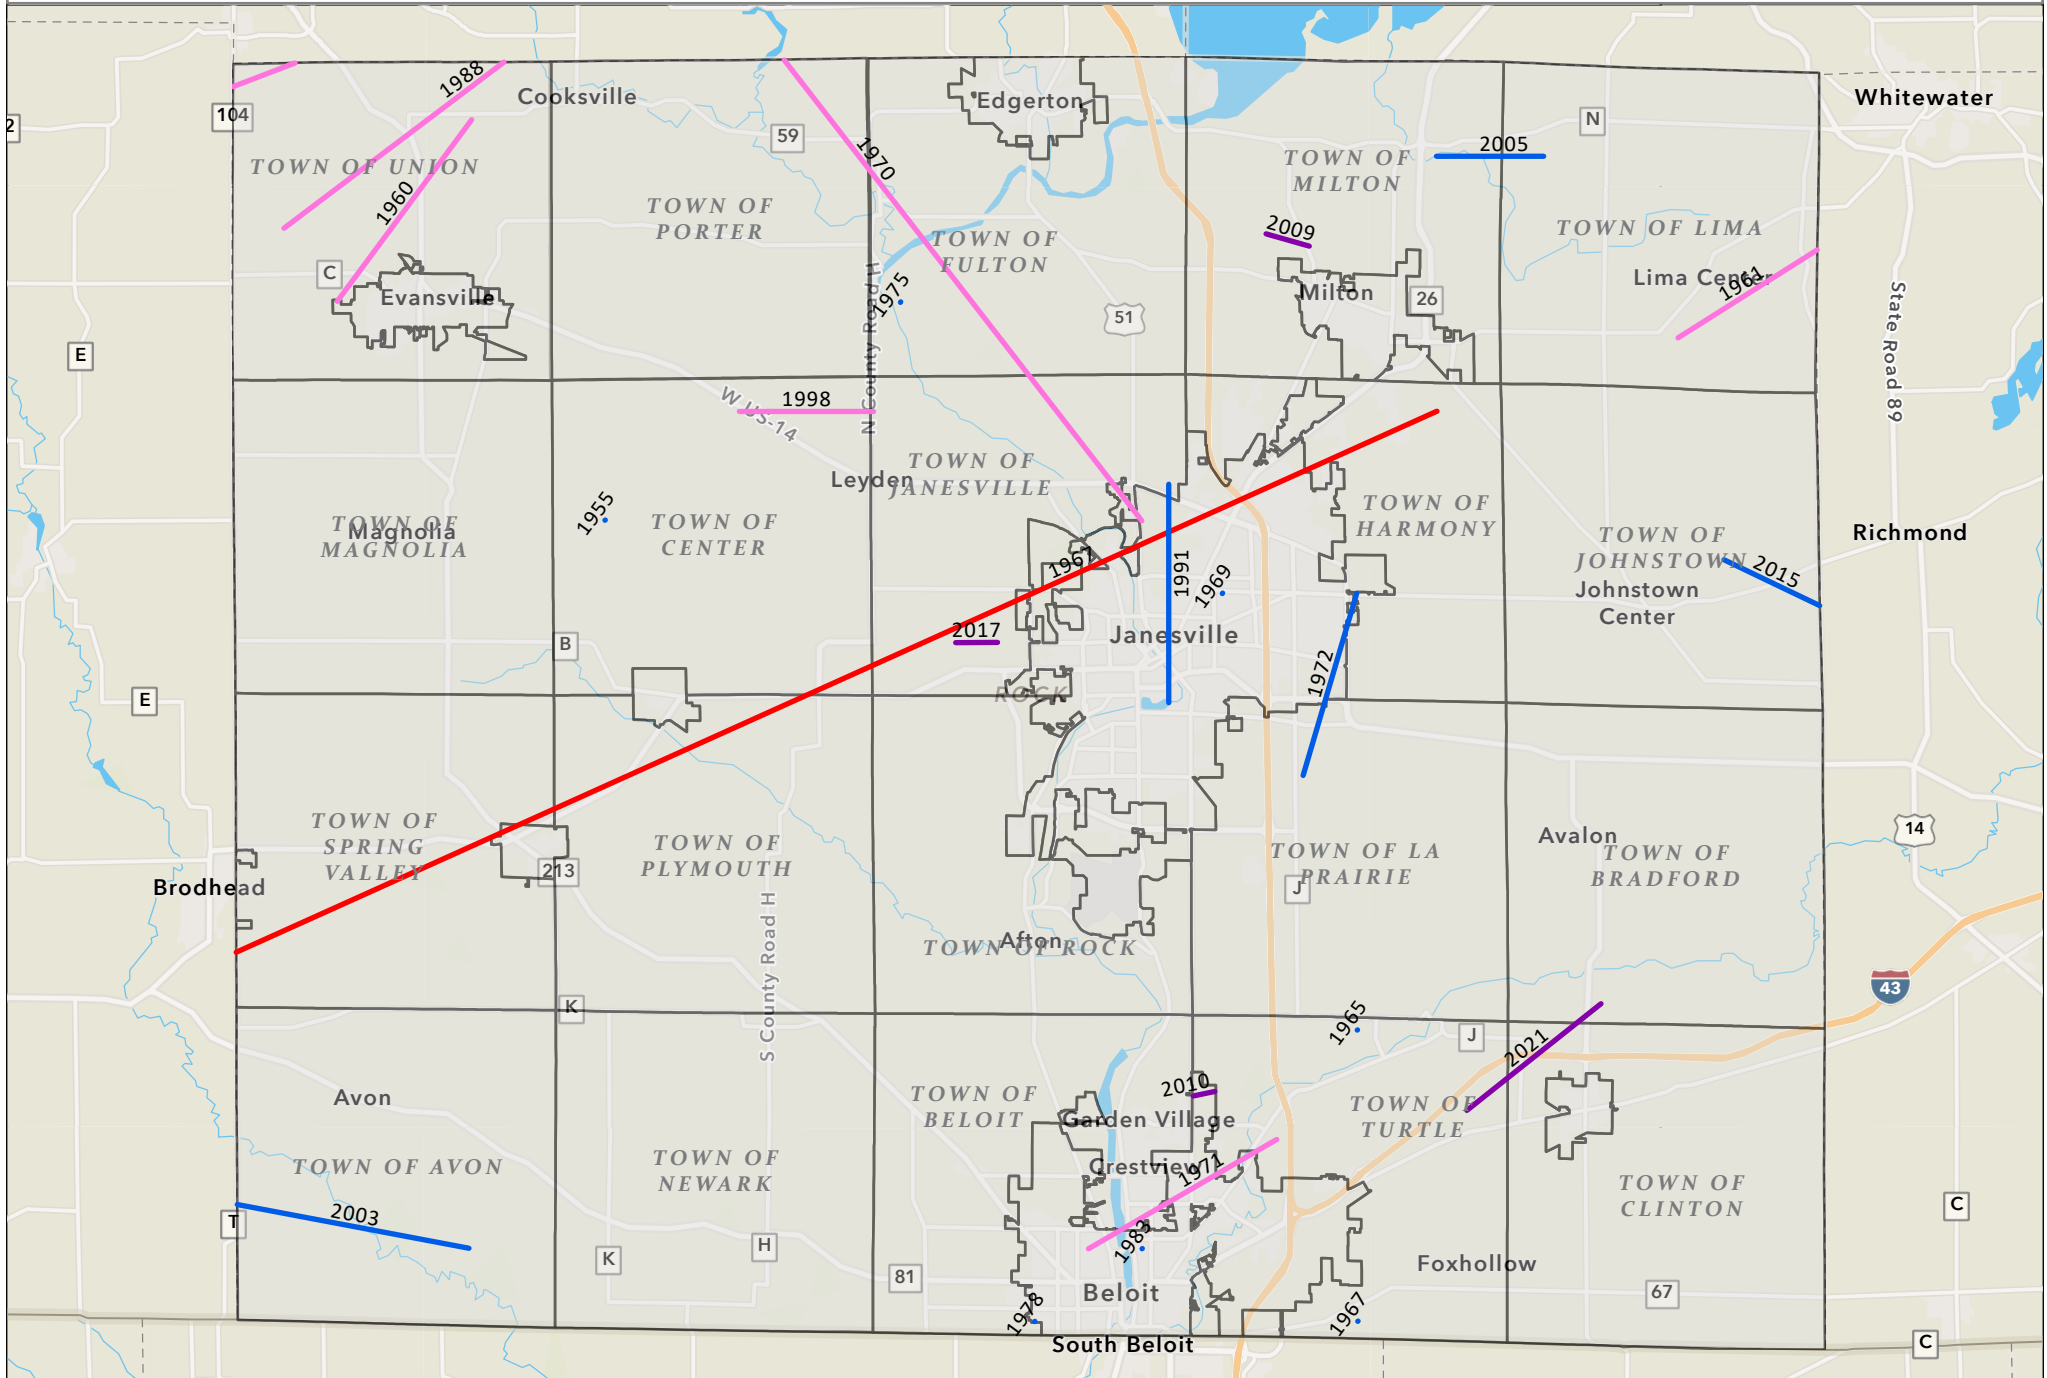 1988
Cooksville
Edgerton
Whitewater
104
2
59
N
2005
TOWN OF UNION
1970
TOWN OF
MILTON
1960
TOWN OF
PORTER
2009
TOWN OF
FULTON
TOWN OF LIMA
C
Evansville
1975
N County Road H
51
Milton
26
Lima Center
1961
State Road 89
E
W US-14
1998
Leyden
TOWN OF
JANESVILLE
1955
TOWN OF
MAGNOLIA
Magnolia
TOWN OF
CENTER
TOWN OF
HARMONY
TOWN OF
JOHNSTOWN
Richmond
1967
1991
1969
2015
Johnstown
Center
2017
Janesville
B
1972
E
ROCK
TOWN OF
SPRING
VALLEY
TOWN OF
PLYMOUTH
TOWN OF LA
PRAIRIE
Avalon
TOWN OF
BRADFORD
14
Brodhead
213
J
S County Road H
Afton
TOWN OF ROCK
43
K
1965
J
2021
Avon
TOWN OF
BELOIT
2010
Garden Village
TOWN OF
TURTLE
TOWN OF AVON
TOWN OF
NEWARK
Crestview
1971
TOWN OF
CLINTON
T
2003
C
K
H
81
1983
Beloit
Foxhollow
67
1978
1967
South Beloit
C